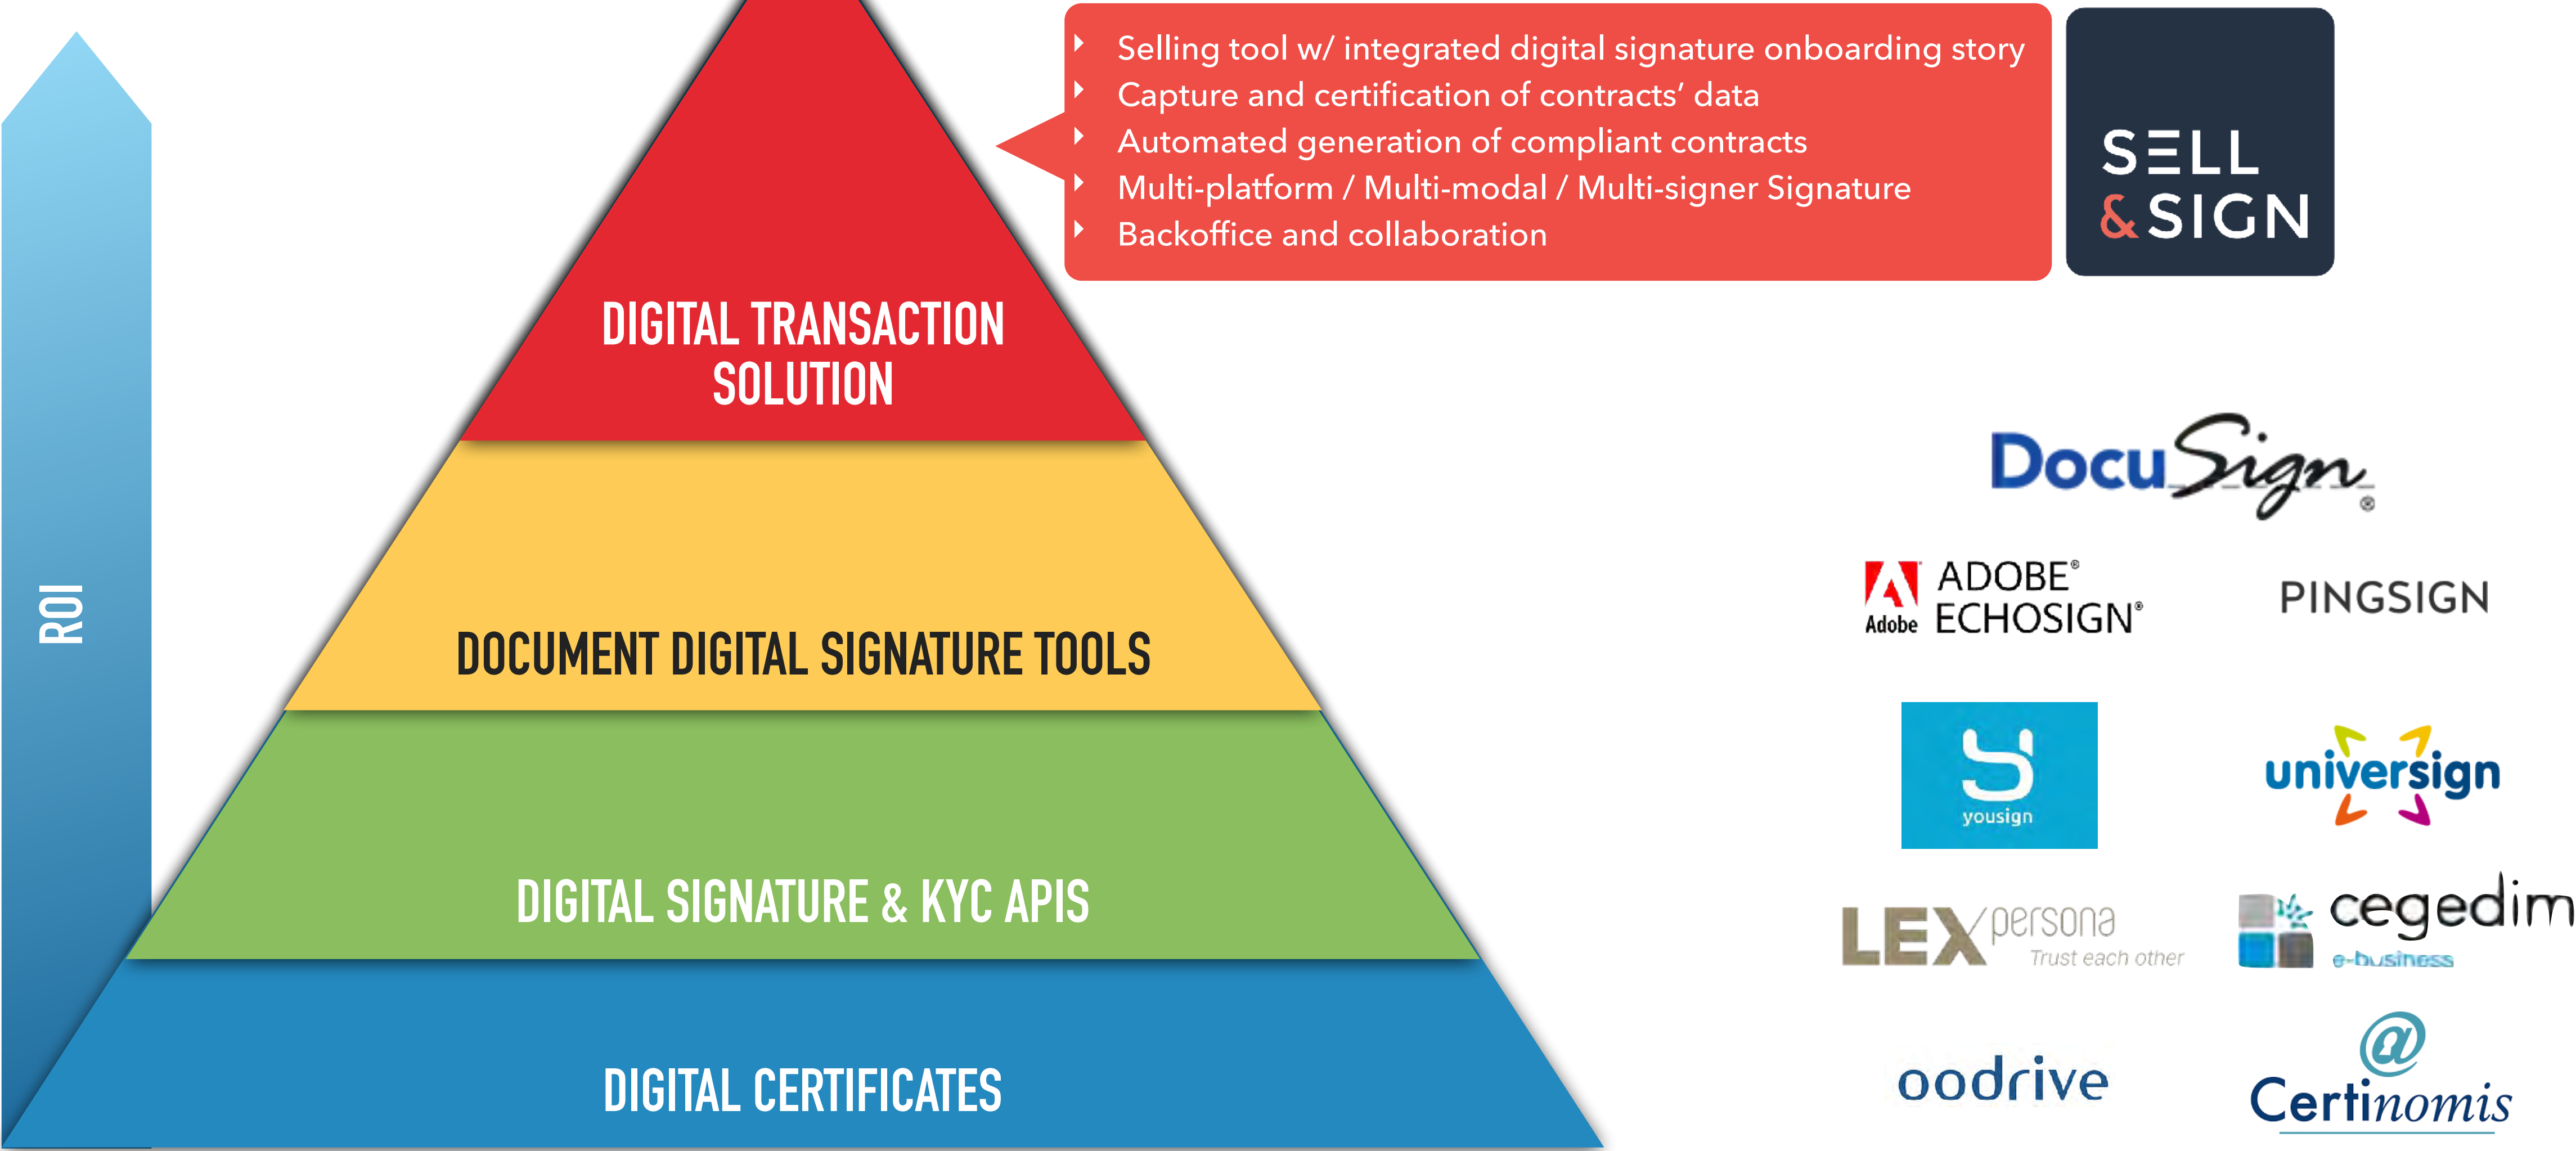 Selling tool w/ integrated digital signature onboarding story
Capture and certification of contracts’ data
Automated generation of compliant contracts
Multi-platform / Multi-modal / Multi-signer Signature
Backoffice and collaboration
SELL
&SIGN
DIGITAL TRANSACTION
SOLUTION
DocuSign®
ROI
Adobe
ADOBE®
ECHOSIGN®
PINGSIGN
DOCUMENT DIGITAL SIGNATURE TOOLS
yousign
universign
DIGITAL SIGNATURE & KYC APIS
LEX persona
Trust each other
cegedim
e-business
DIGITAL CERTIFICATES
oodrive
@
Certinomis